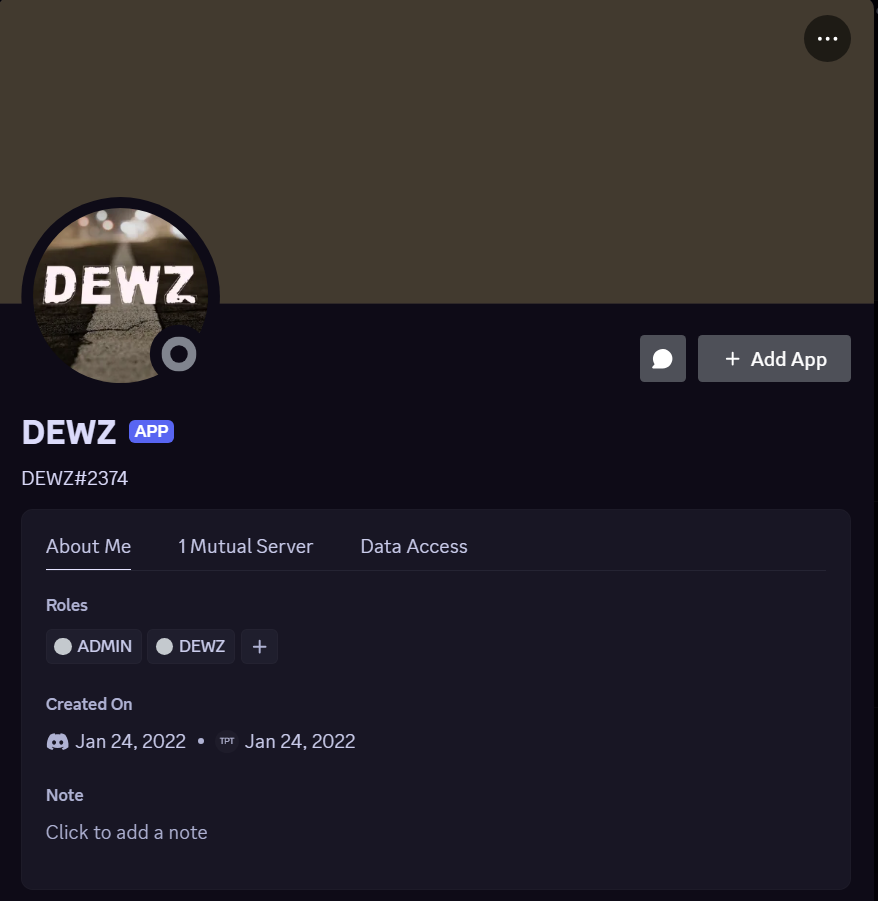 DEWZ
+ Add App
DEWZ APP
DEWZ#2374
About Me 1 Mutual Server Data Access
Roles
ADMIN DEWZ +
Created On
Jan 24, 2022 • TPT Jan 24, 2022
Note
Click to add a note